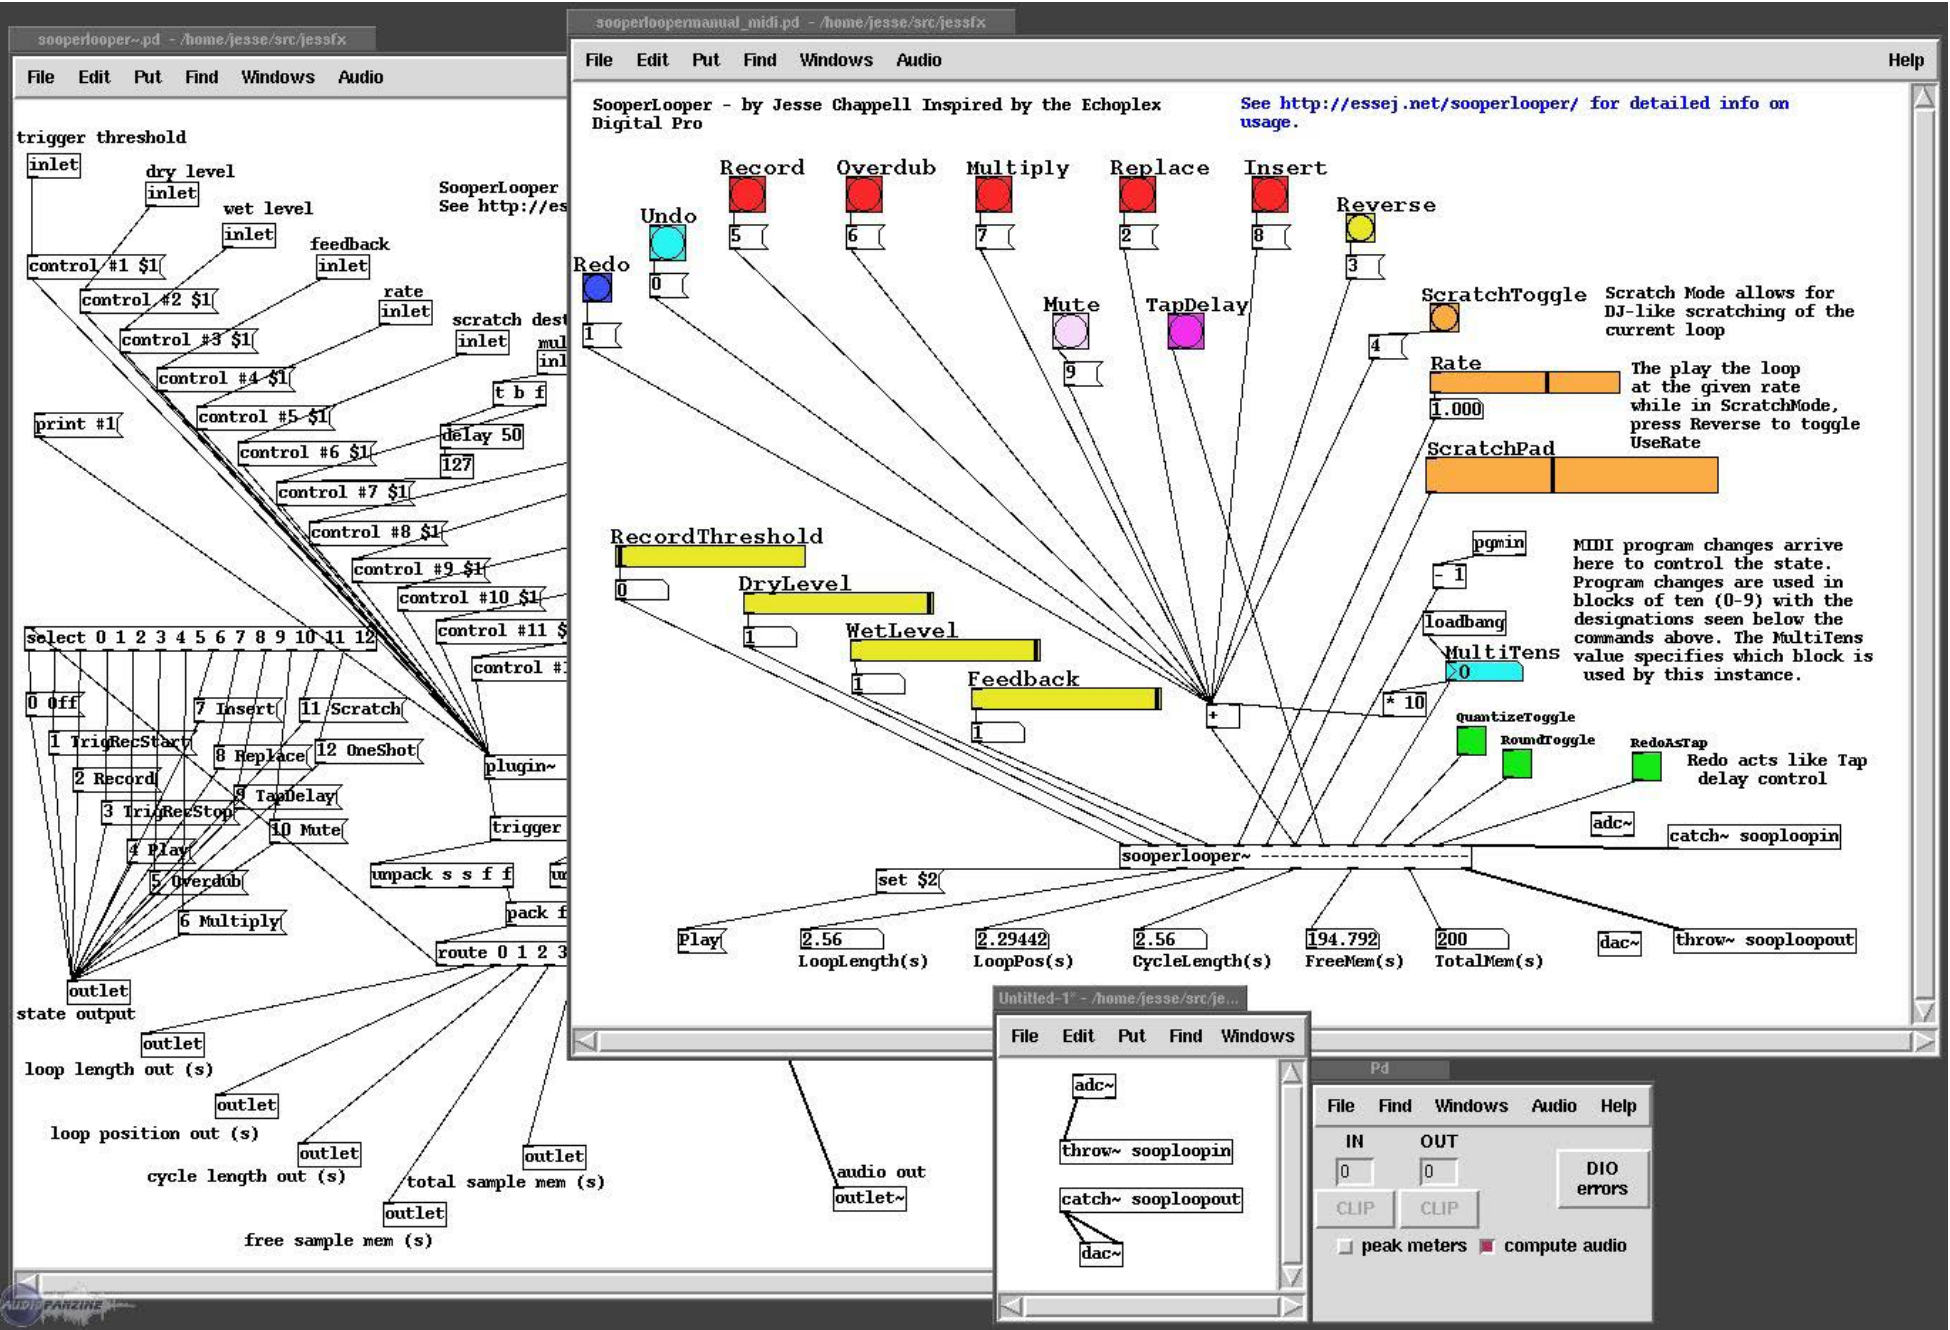 sooperlooper~.pd - /home/jesse/src/jessfx
File Edit Put Find Windows Audio
trigger threshold
inlet
dry level
inlet
wet level
inlet
feedback
inlet
rate
inlet
scratch dest
inlet
mul
inl
SooperLooper
See http://es
control #1 $1
control #2 $1
control #3 $1
control #4 $1
control #5 $1
control #6 $1
control #7 $1
control #8 $1
control #9 $1
control #10 $1
control #11 $
control #1
t b f
delay 50
127
print #1
select 0 1 2 3 4 5 6 7 8 9 10 11 12
0 Off
1 TrigRecStart
2 Record
3 TrigRecStop
4 Play
5 Overdub
6 Multiply
7 Insert
8 Replace
9 TapDelay
10 Mute
11 Scratch
12 OneShot
plugin~
trigger
unpack s s f f
un
pack f
route 0 1 2 3
outlet
state output
outlet
loop length out (s)
outlet
loop position out (s)
outlet
cycle length out (s)
outlet
free sample mem (s)
outlet
total sample mem (s)
audio out
outlet~
sooperloopermanual_midi.pd - /home/jesse/src/jessfx
File Edit Put Find Windows Audio Help
SooperLooper - by Jesse Chappell Inspired by the Echoplex
Digital Pro
See http://essej.net/sooperlooper/ for detailed info on
usage.
Record
5
Overdub
6
Multiply
7
Replace
2
Insert
8
Undo
0
Redo
1
Reverse
3
Mute
9
TapDelay
ScratchToggle
4
Scratch Mode allows for
DJ-like scratching of the
current loop
Rate
1.000
The play the loop
at the given rate
while in ScratchMode,
press Reverse to toggle
UseRate
ScratchPad
RecordThreshold
0
DryLevel
1
WetLevel
1
Feedback
1
pgmin
- 1
loadbang
MultiTens
0
* 10
+
MIDI program changes arrive
here to control the state.
Program changes are used in
blocks of ten (0-9) with the
designations seen below the
commands above. The MultiTens
value specifies which block is
used by this instance.
QuantizeToggle
RoundToggle
RedoAsTap
Redo acts like Tap
delay control
adc~
catch~ sooploopin
sooperlooper~ ----------------
set $2
Play
2.56
LoopLength(s)
2.29442
LoopPos(s)
2.56
CycleLength(s)
194.792
FreeMem(s)
200
TotalMem(s)
dac~
throw~ sooploopout
Untitled-1* - /home/jesse/src/je...
File Edit Put Find Windows
adc~
throw~ sooploopin
catch~ sooploopout
dac~
Pd
File Find Windows Audio Help
IN OUT
0 0
CLIP CLIP
DIO
errors
peak meters compute audio
AUDIOFANZINE